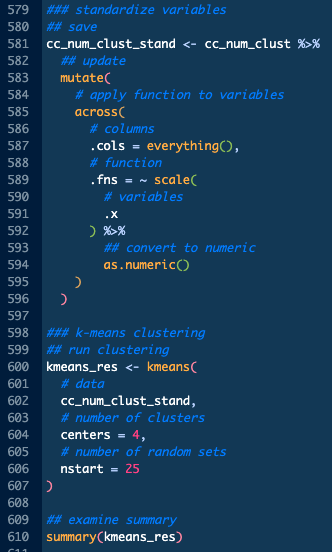 579 ### standardize variables
580 ## save
581 cc_num_clust_stand <- cc_num_clust %>%
582   ## update
583   mutate(
584     # apply function to variables
585     across(
586       # columns
587       .cols = everything(),
588       # function
589       .fns = ~ scale(
590         # variables
591         .x
592       ) %>%
593         ## convert to numeric
594         as.numeric()
595     )
596   )
597
598 ### k-means clustering
599 ## run clustering
600 kmeans_res <- kmeans(
601   # data
602   cc_num_clust_stand,
603   # number of clusters
604   centers = 4,
605   # number of random sets
606   nstart = 25
607 )
608
609 ## examine summary
610 summary(kmeans_res)